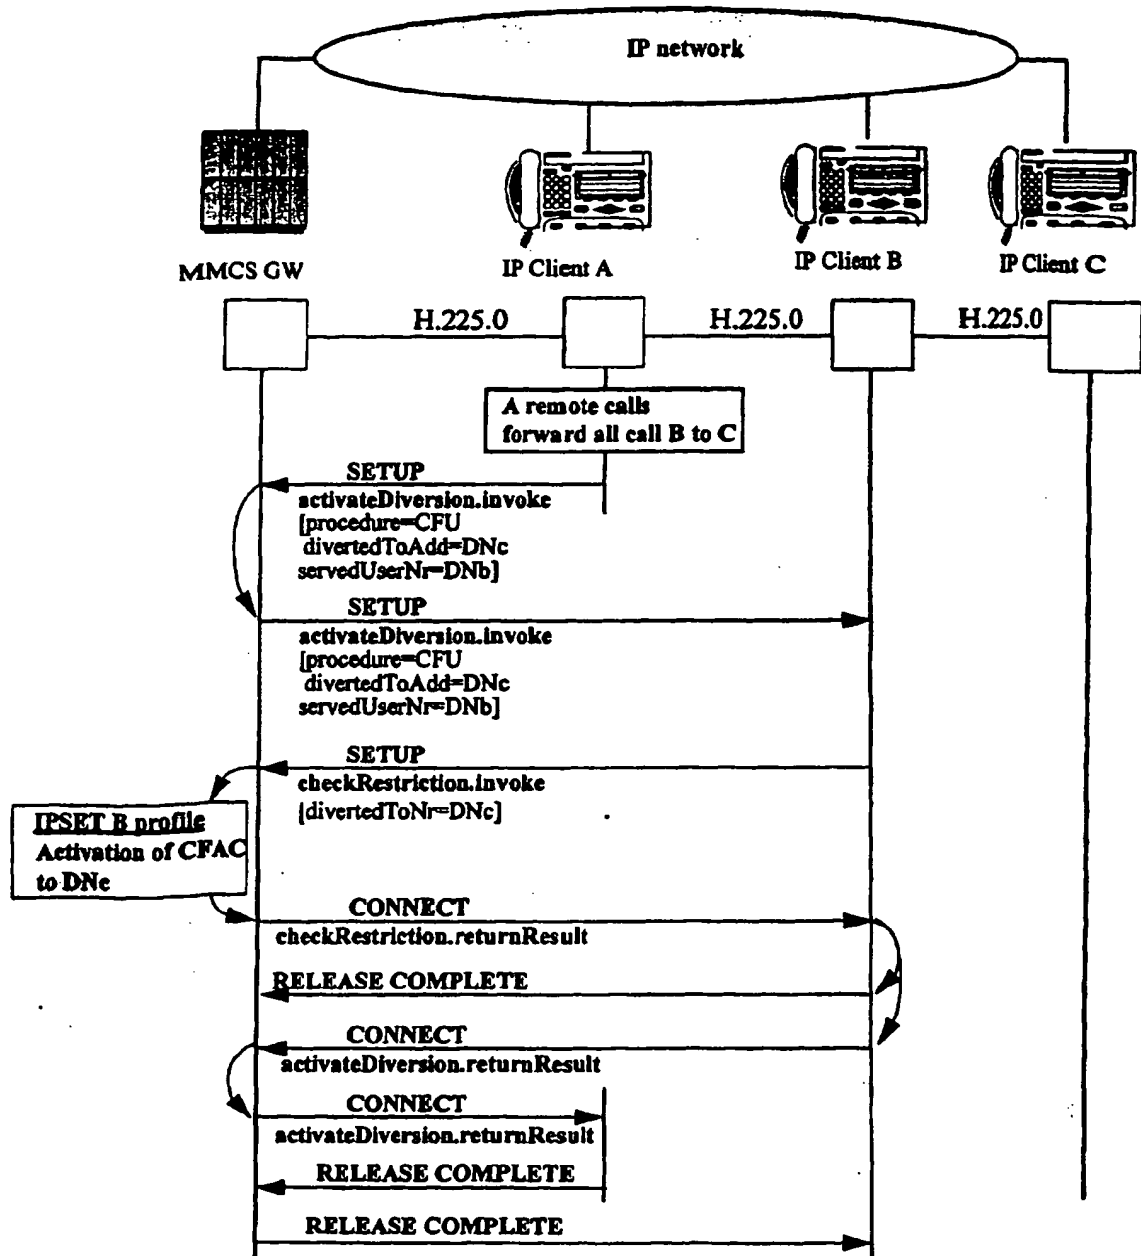 IP network
MMCS GW
IP Client A
IP Client B
IP Client C
H.225.0
H.225.0
H.225.0
A remote calls
forward all call B to C
SETUP
activateDiversion.invoke
[procedure=CFU
divertedToAdd=DNc
servedUserNr=DNb]
SETUP
activateDiversion.invoke
[procedure=CFU
divertedToAdd=DNc
servedUserNr=DNb]
SETUP
checkRestriction.invoke
[divertedToNr=DNc]
IPSET B profile
Activation of CFAC
to DNc
CONNECT
checkRestriction.returnResult
RELEASE COMPLETE
CONNECT
activateDiversion.returnResult
CONNECT
activateDiversion.returnResult
RELEASE COMPLETE
RELEASE COMPLETE